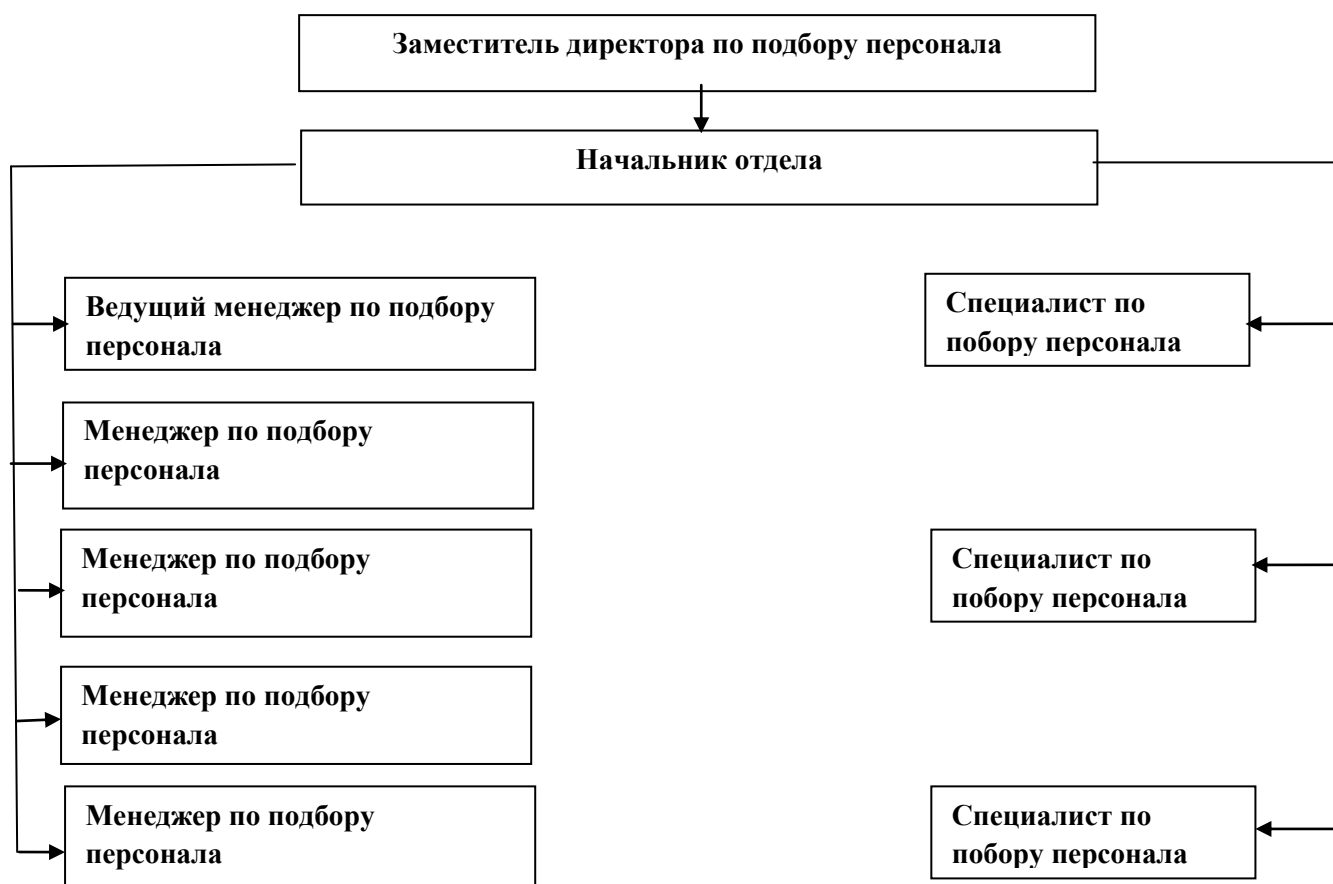 Заместитель директора по подбору персонала
Начальник отдела
Ведущий менеджер по подбору
персонала
Менеджер по подбору
персонала
Менеджер по подбору
персонала
Менеджер по подбору
персонала
Менеджер по подбору
персонала
Специалист по
побору персонала
Специалист по
побору персонала
Специалист по
побору персонала